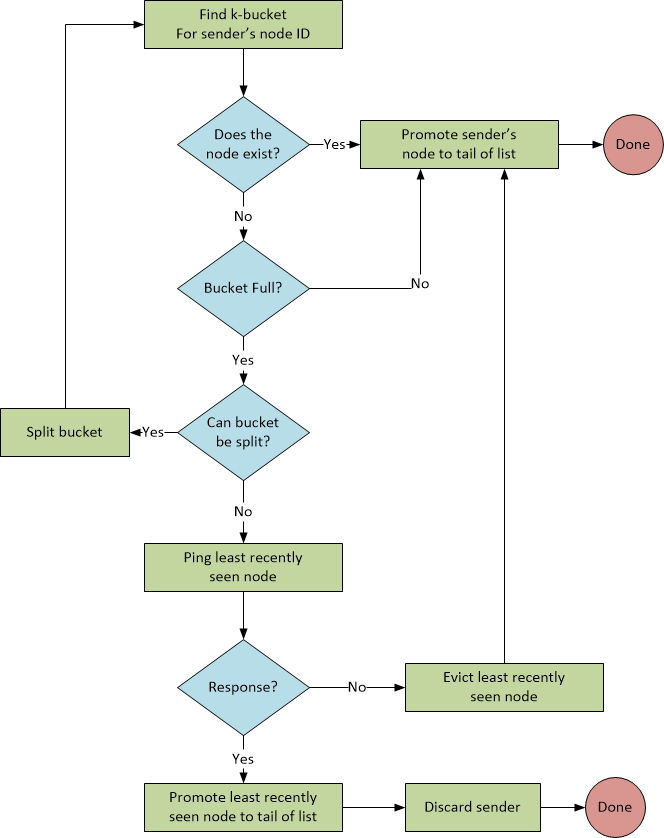 Find k-bucket
For sender's node ID
Does the
node exist?
Yes
Promote sender's
node to tail of list
Done
No
Bucket Full?
No
Yes
Can bucket
be split?
Yes
Split bucket
No
Ping least recently
seen node
Response?
No
Evict least recently
seen node
Yes
Promote least recently
seen node to tail of list
Discard sender
Done